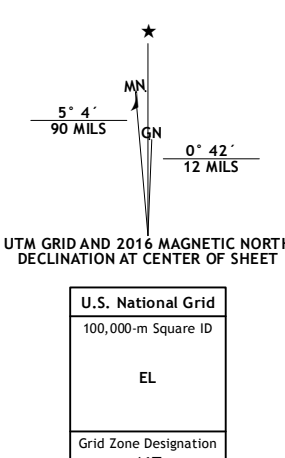 ★
MN
5° 4´
90 MILS
GN
0° 42´
12 MILS
UTM GRID AND 2016 MAGNETIC NORTH
DECLINATION AT CENTER OF SHEET
U.S. National Grid
100,000-m Square ID
EL
Grid Zone Designation